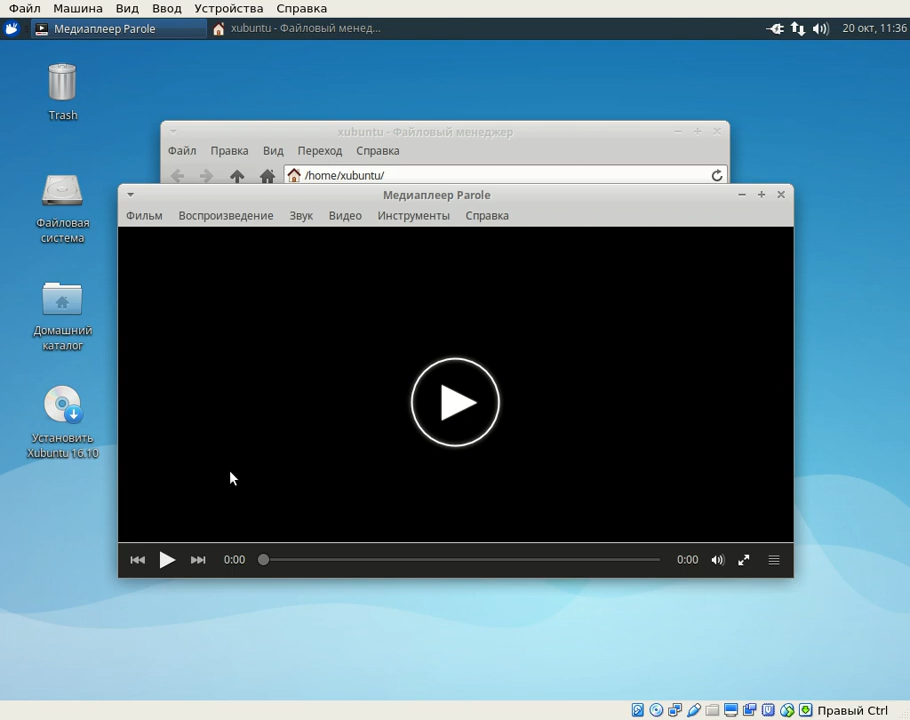 Файл Машина Вид Ввод Устройства Справка
Медиаплеер Parole xubuntu - Файловый менед... 20 окт, 11:36
Trash
xubuntu - Файловый менеджер
Файл Правка Вид Переход Справка
/home/xubuntu/
Медиаплеер Parole
Фильм Воспроизведение Звук Видео Инструменты Справка
Файловая
система
Домашний
каталог
Установить
Xubuntu 16.10
0:00 0:00
Правый Ctrl